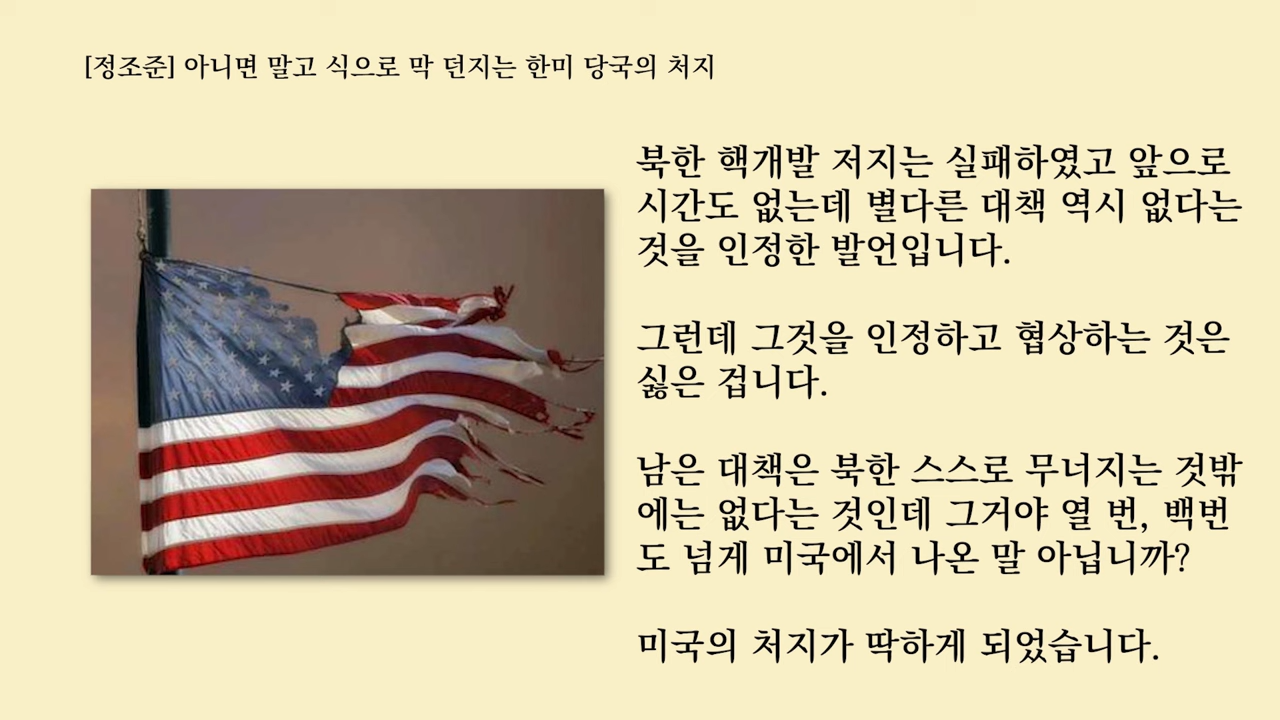 [정조준] 아니면 말고 식으로 막 던지는 한미 당국의 처지
북한 핵개발 저지는 실패하였고 앞으로
시간도 없는데 별다른 대책 역시 없다는
것을 인정한 발언입니다.
그런데 그것을 인정하고 협상하는 것은
싫은 겁니다.
남은 대책은 북한 스스로 무너지는 것밖
에는 없다는 것인데 그거야 열 번, 백번
도 넘게 미국에서 나온 말 아닙니까?
미국의 처지가 딱하게 되었습니다.